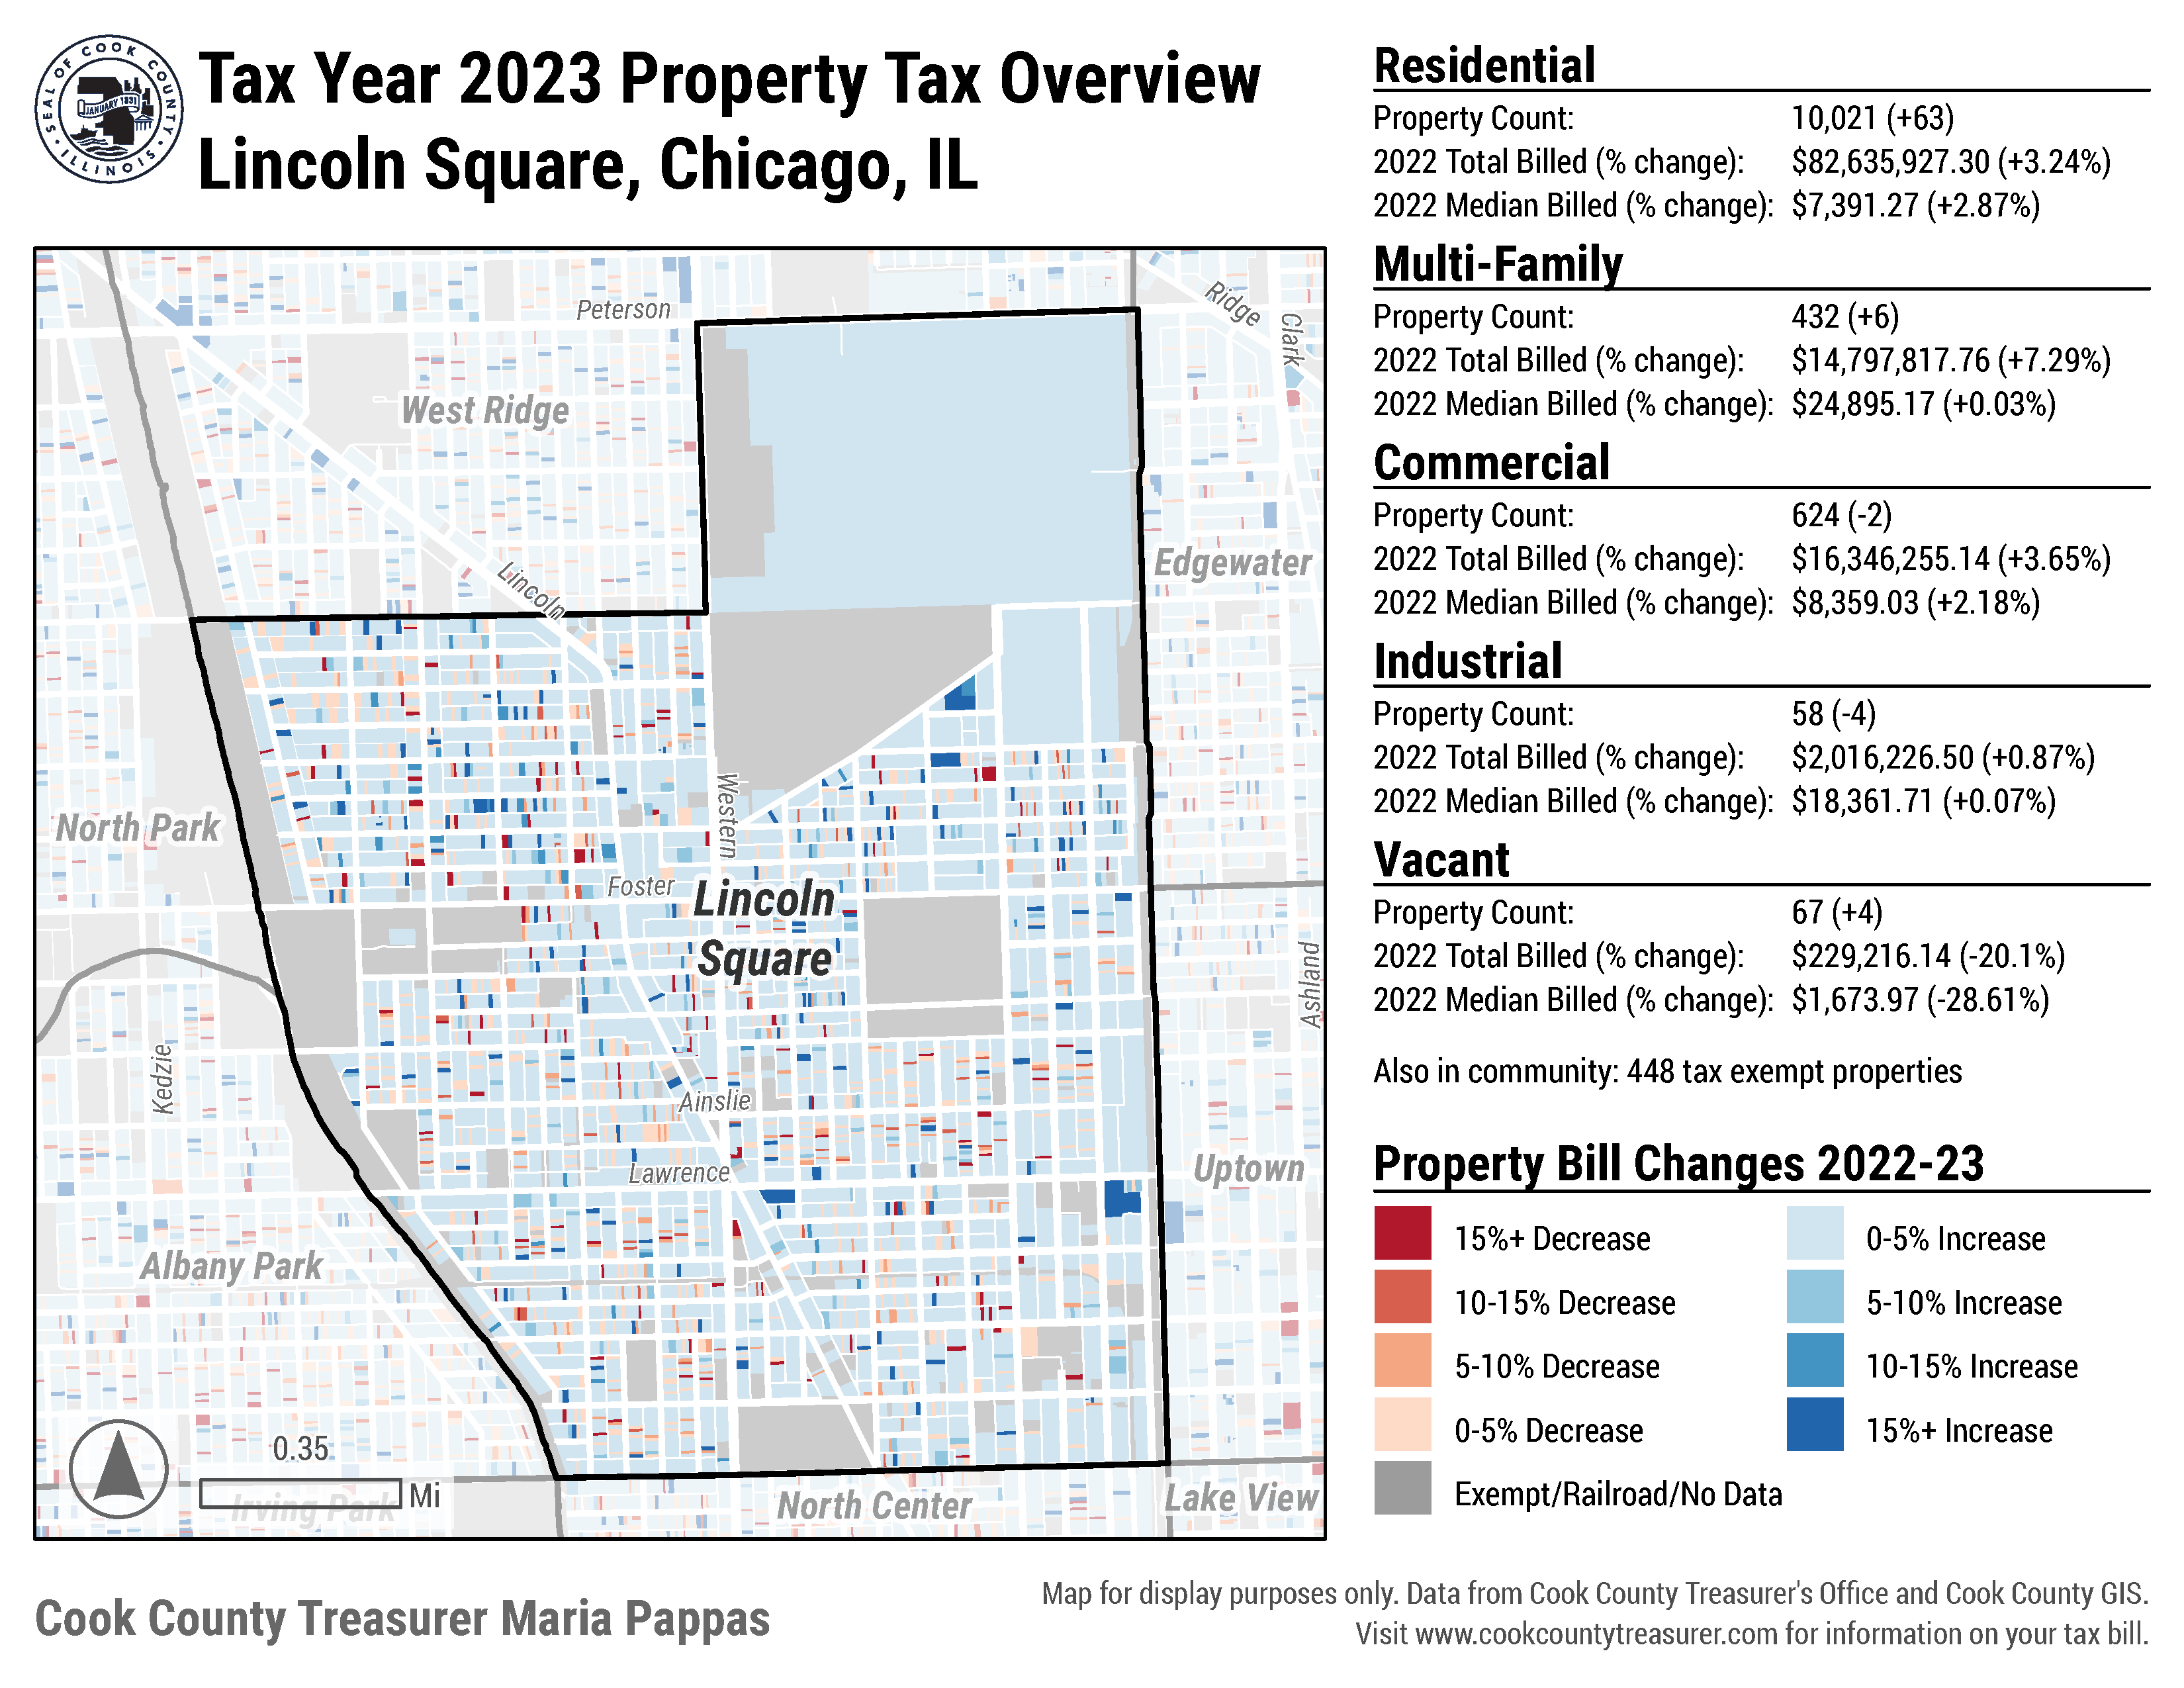 SEAL OF COOK COUNTY
• ILLINOIS •
JANUARY 1831
Tax Year 2023 Property Tax Overview
Lincoln Square, Chicago, IL
Peterson
Ridge
Clark
West Ridge
Lincoln
Edgewater
Western
North Park
Foster
Lincoln
Square
Ashland
Kedzie
Ainslie
Lawrence
Uptown
Albany Park
0.35
Mi
Irving Park
North Center
Lake View
Residential
Property Count: 10,021 (+63)
2022 Total Billed (% change): $82,635,927.30 (+3.24%)
2022 Median Billed (% change): $7,391.27 (+2.87%)
Multi-Family
Property Count: 432 (+6)
2022 Total Billed (% change): $14,797,817.76 (+7.29%)
2022 Median Billed (% change): $24,895.17 (+0.03%)
Commercial
Property Count: 624 (-2)
2022 Total Billed (% change): $16,346,255.14 (+3.65%)
2022 Median Billed (% change): $8,359.03 (+2.18%)
Industrial
Property Count: 58 (-4)
2022 Total Billed (% change): $2,016,226.50 (+0.87%)
2022 Median Billed (% change): $18,361.71 (+0.07%)
Vacant
Property Count: 67 (+4)
2022 Total Billed (% change): $229,216.14 (-20.1%)
2022 Median Billed (% change): $1,673.97 (-28.61%)
Also in community: 448 tax exempt properties
Property Bill Changes 2022-23
15%+ Decrease 0-5% Increase
10-15% Decrease 5-10% Increase
5-10% Decrease 10-15% Increase
0-5% Decrease 15%+ Increase
Exempt/Railroad/No Data
Cook County Treasurer Maria Pappas
Map for display purposes only. Data from Cook County Treasurer's Office and Cook County GIS.
Visit www.cookcountytreasurer.com for information on your tax bill.